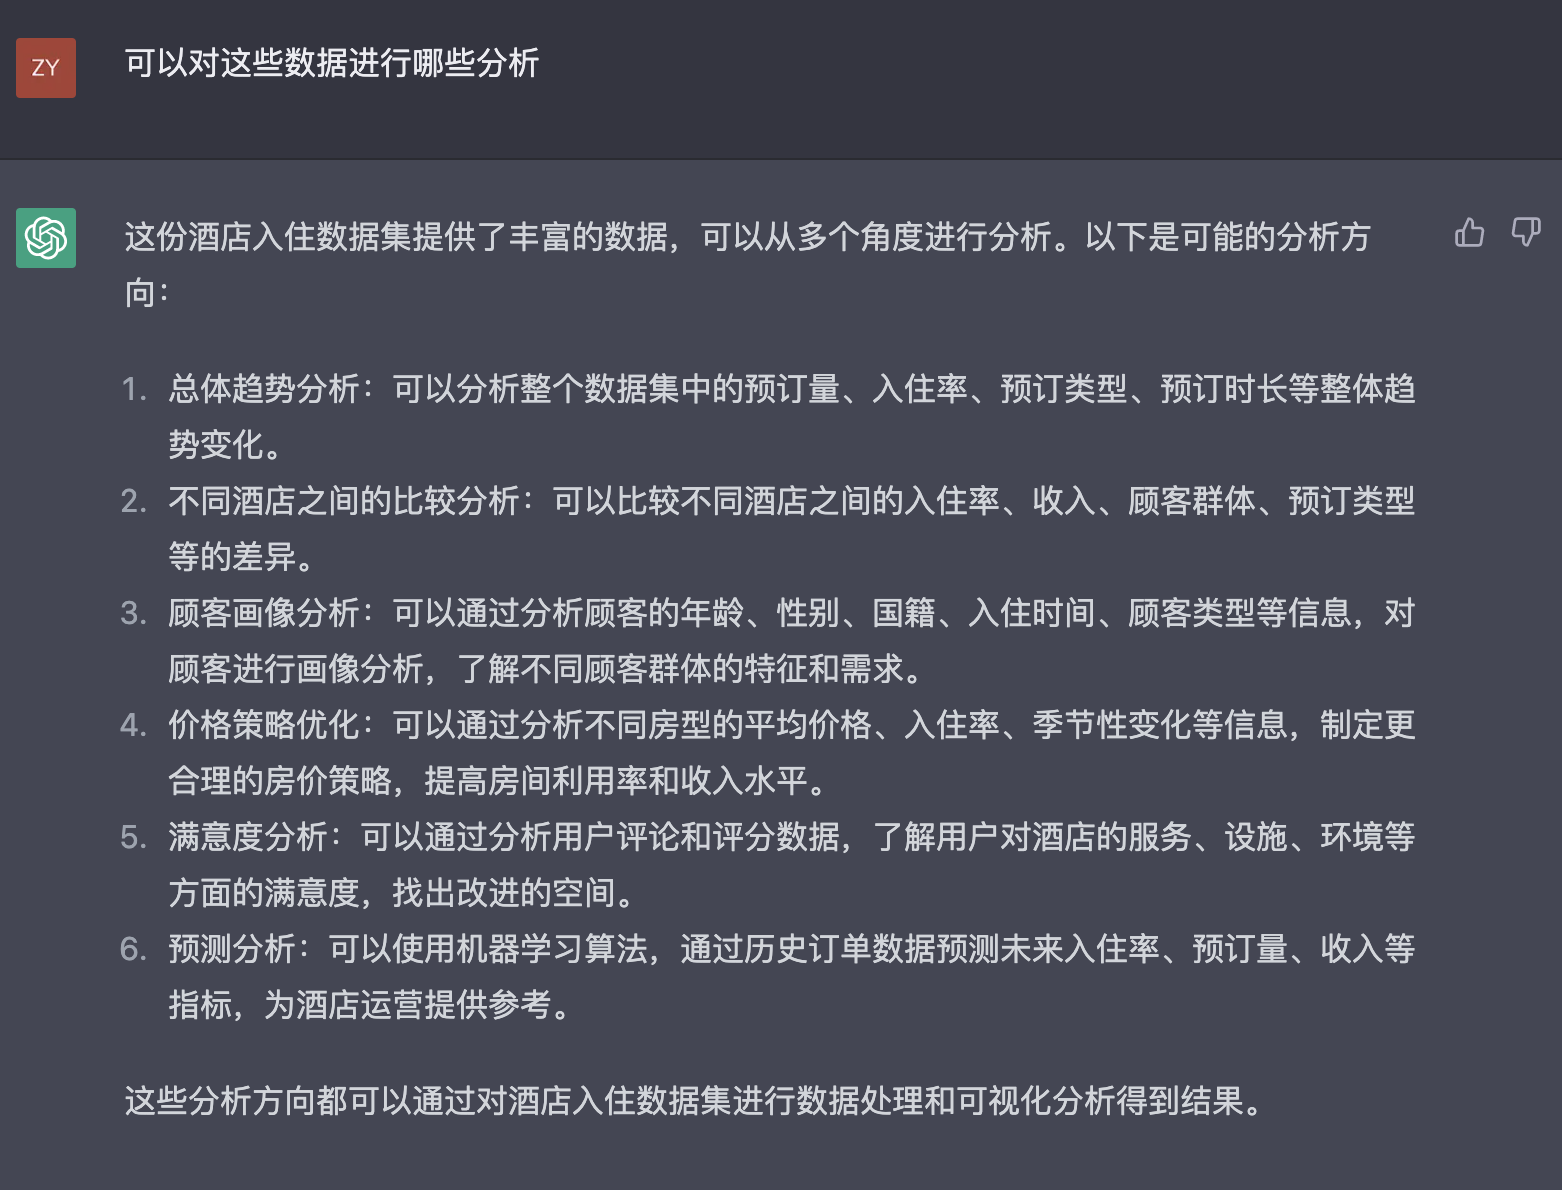 ZY
可以对这些数据进行哪些分析
这份酒店入住数据集提供了丰富的数据，可以从多个角度进行分析。以下是可能的分析方
向：
1. 总体趋势分析：可以分析整个数据集中的预订量、入住率、预订类型、预订时长等整体趋
势变化。
2. 不同酒店之间的比较分析：可以比较不同酒店之间的入住率、收入、顾客群体、预订类型
等的差异。
3. 顾客画像分析：可以通过分析顾客的年龄、性别、国籍、入住时间、顾客类型等信息，对
顾客进行画像分析，了解不同顾客群体的特征和需求。
4. 价格策略优化：可以通过分析不同房型的平均价格、入住率、季节性变化等信息，制定更
合理的房价策略，提高房间利用率和收入水平。
5. 满意度分析：可以通过分析用户评论和评分数据，了解用户对酒店的服务、设施、环境等
方面的满意度，找出改进的空间。
6. 预测分析：可以使用机器学习算法，通过历史订单数据预测未来入住率、预订量、收入等
指标，为酒店运营提供参考。
这些分析方向都可以通过对酒店入住数据集进行数据处理和可视化分析得到结果。